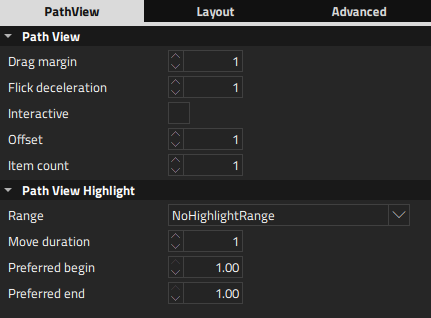 PathView Layout Advanced
Path View
Drag margin 1
Flick deceleration 1
Interactive
Offset 1
Item count 1
Path View Highlight
Range NoHighlightRange
Move duration 1
Preferred begin 1.00
Preferred end 1.00